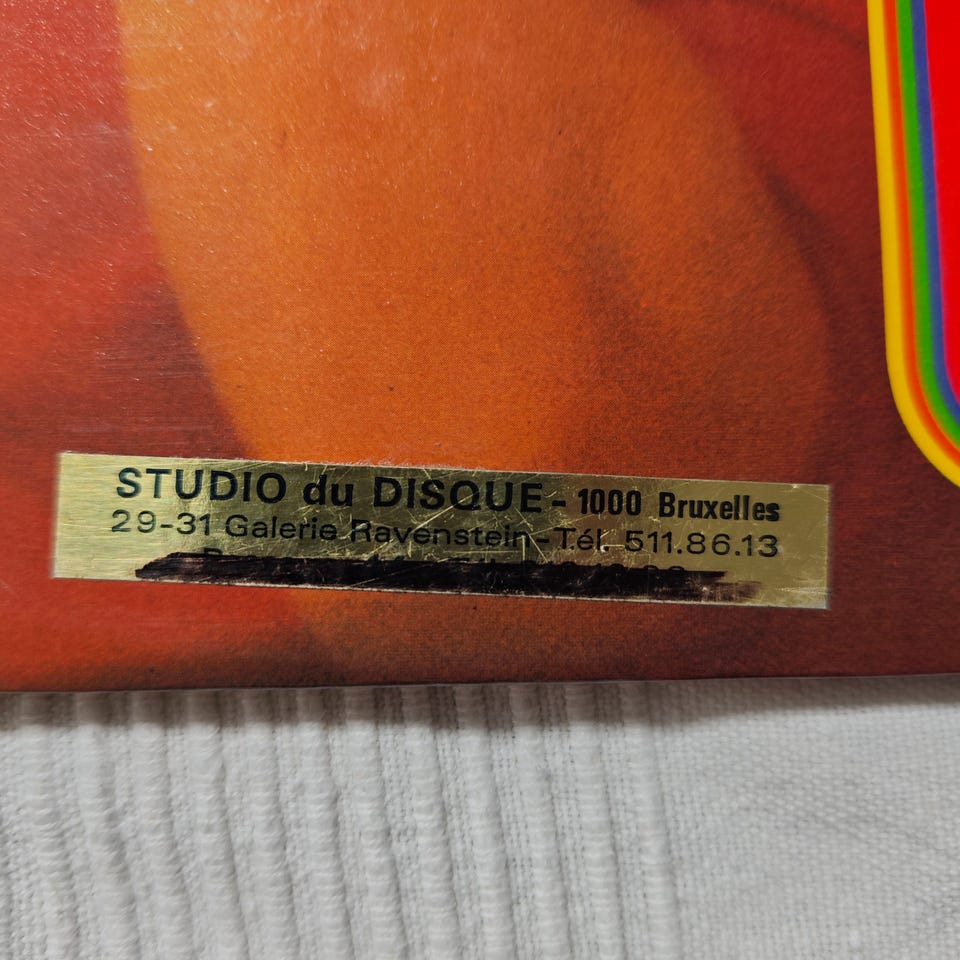 STUDIO du DISQUE - 1000 Bruxelles
29-31 Galerie Ravenstein - Tél. 511.86.13